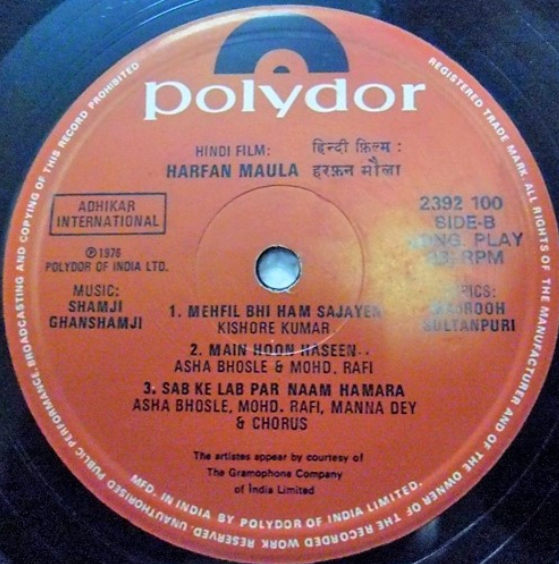 polydor
HINDI FILM: हिन्दी फ़िल्म :
HARFAN MAULA हरफ़न मौला
ADHIKAR
INTERNATIONAL
2392 100
SIDE-B
PLAY
RPM
℗ 1976
POLYDOR OF INDIA LTD.
MUSIC:
SHAMJI
GHANSHAMJI
SULTANPURI
1. MEHFIL BHI HAM SAJAYEN
KISHORE KUMAR
2. MAIN HOON HASEEN..
ASHA BHOSLE & MOHD. RAFI
3. SAB KE LAB PAR NAAM HAMARA
ASHA BHOSLE, MOHD. RAFI, MANNA DEY
& CHORUS
The artistes appear by courtesy of
The Gramophone Company
of India Limited
MFD. IN INDIA BY POLYDOR OF INDIA LIMITED.
REGISTERED TRADE MARK. ALL RIGHTS OF THE MANUFACTURER AND OF THE OWNER OF THE RECORDED WORK RESERVED. UNAUTHORISED PUBLIC PERFORMANCE, BROADCASTING AND COPYING OF THIS RECORD PROHIBITED